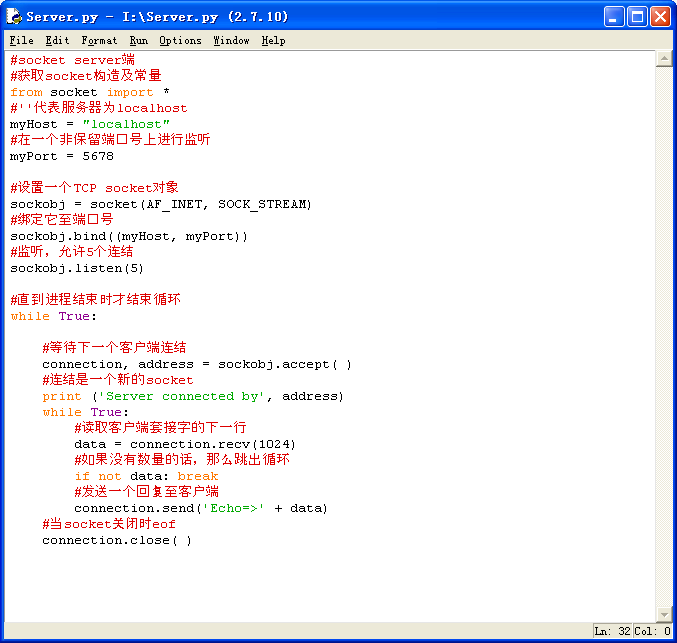 Server.py - I:\Server.py (2.7.10)
File Edit Format Run Options Window Help
#socket server端
#获取socket构造及常量
from socket import *
#''代表服务器为localhost
myHost = "localhost"
#在一个非保留端口号上进行监听
myPort = 5678
#设置一个TCP socket对象
sockobj = socket(AF_INET, SOCK_STREAM)
#绑定它至端口号
sockobj.bind((myHost, myPort))
#监听，允许5个连结
sockobj.listen(5)
#直到进程结束时才结束循环
while True:
    #等待下一个客户端连结
    connection, address = sockobj.accept( )
    #连结是一个新的socket
    print ('Server connected by', address)
    while True:
        #读取客户端套接字的下一行
        data = connection.recv(1024)
        #如果没有数量的话，那么跳出循环
        if not data: break
        #发送一个回复至客户端
        connection.send('Echo=>' + data)
    #当socket关闭时eof
    connection.close( )
Ln: 32 Col: 0